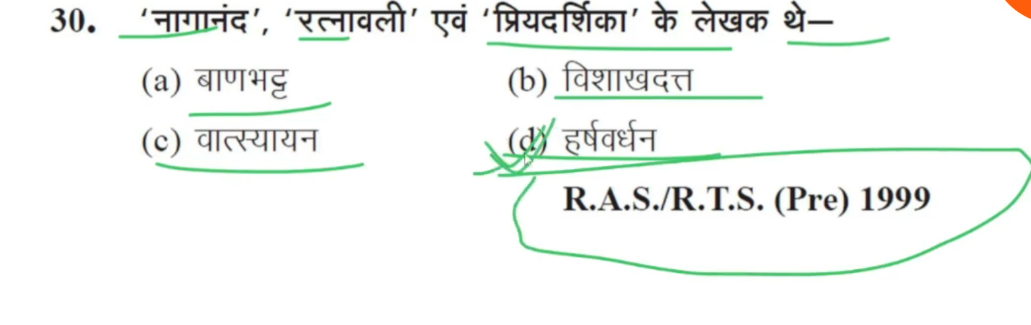 30. ‘नागानंद’, ‘रत्नावली’ एवं ‘प्रियदर्शिका’ के लेखक थे—
(a) बाणभट्ट (b) विशाखदत्त
(c) वात्स्यायन (d) हर्षवर्धन
R.A.S./R.T.S. (Pre) 1999